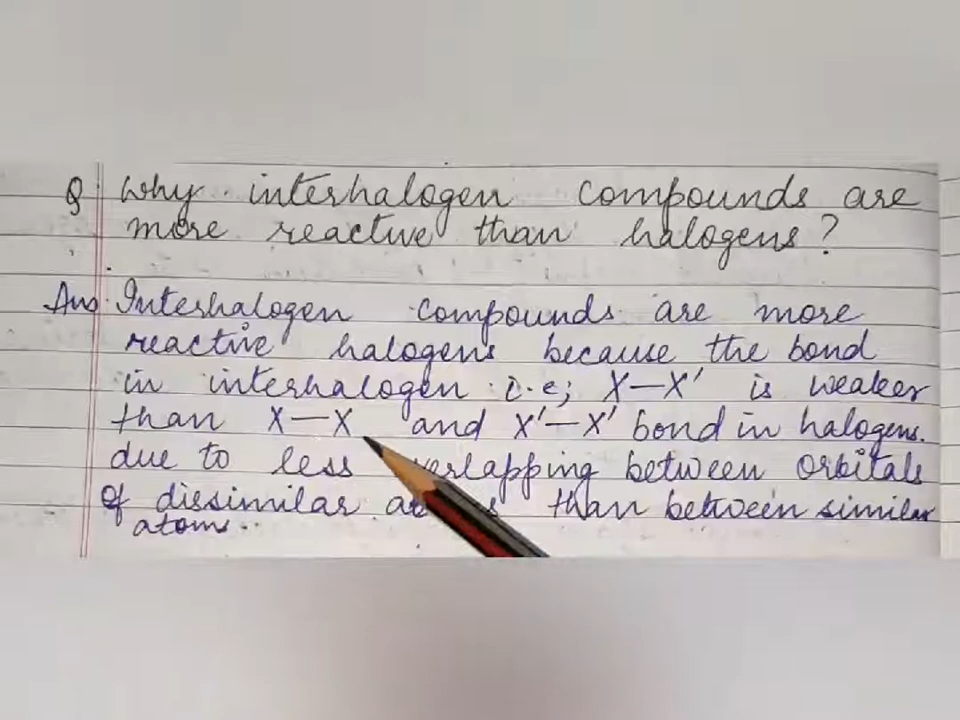 Q Why interhalogen compounds are
more reactive than halogens?
Ans Interhalogen compounds are more
reactive halogens because the bond
in interhalogen i.e; X-X' is weaker
than X-X and X'-X' bond in halogens.
due to less between orbitals
of dissimilar than between similar
atoms..